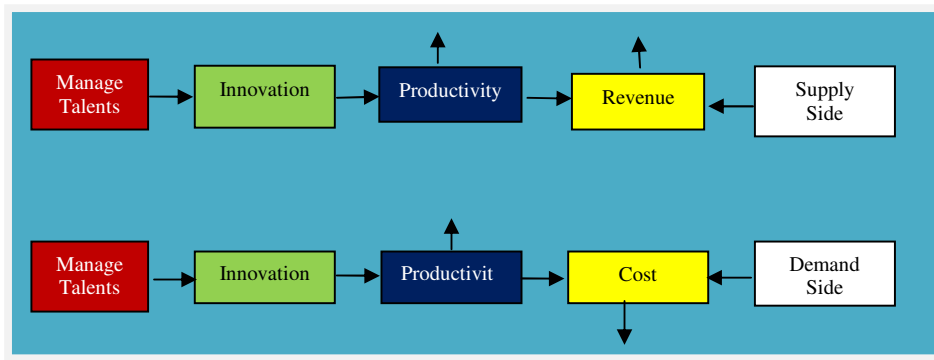 Manage
Talents
Innovation
Productivity
Revenue
Supply
Side
Manage
Talents
Innovation
Productivit
Cost
Demand
Side